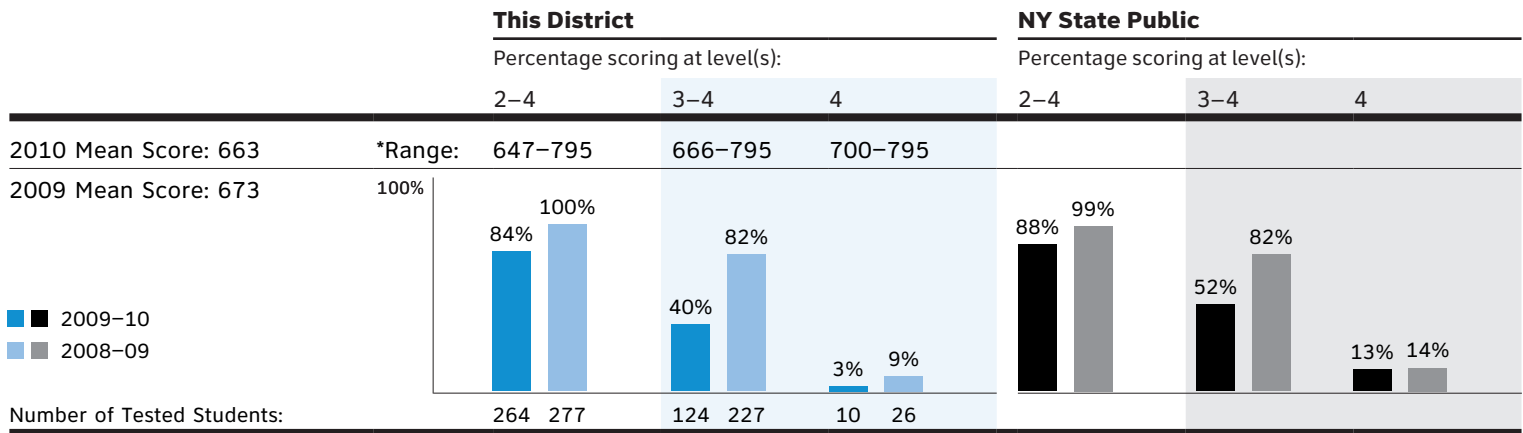 This District NY State Public
Percentage scoring at level(s): Percentage scoring at level(s):
2–4 3–4 4 2–4 3–4 4
2010 Mean Score: 663 *Range: 647–795 666–795 700–795
2009 Mean Score: 673 100%
84% 100% 40% 82% 3% 9% 88% 99% 52% 82% 13% 14%
2009–10
2008–09
Number of Tested Students: 264 277 124 227 10 26